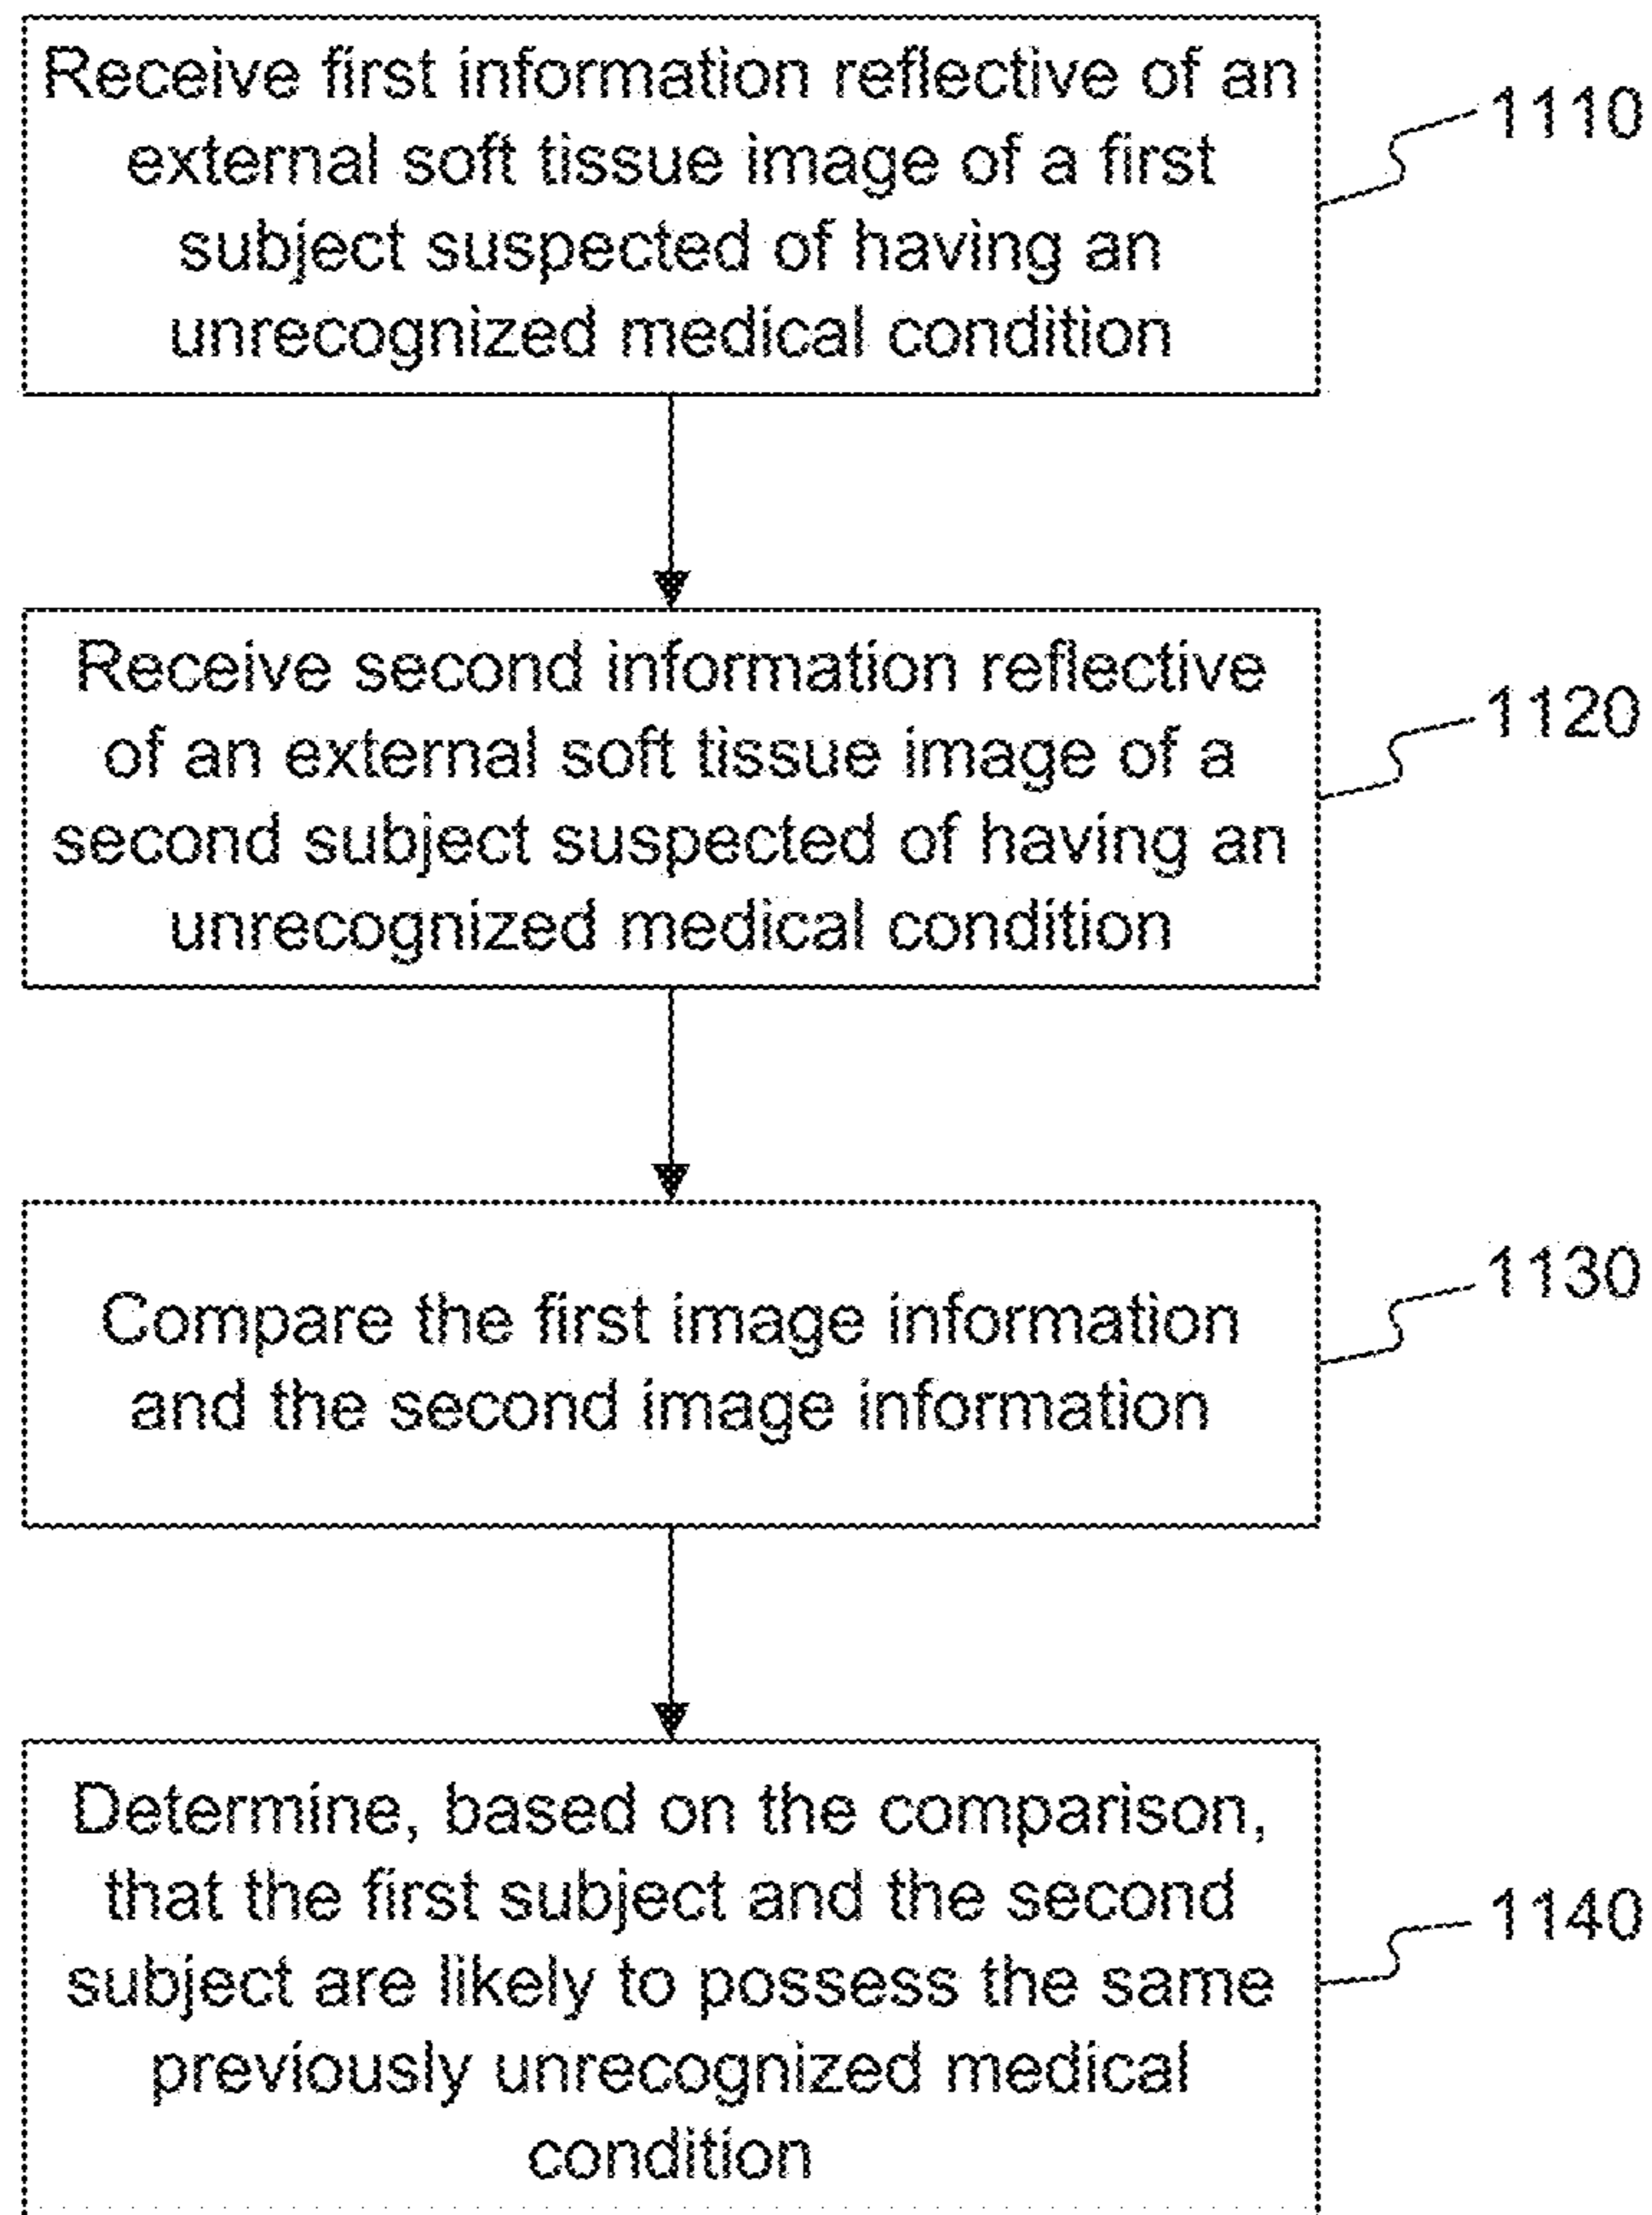 Receive first information reflective of an
external soft tissue image of a first
subject suspected of having an
unrecognized medical condition
1110
Receive second information reflective
of an external soft tissue image of a
second subject suspected of having an
unrecognized medical condition
1120
Compare the first image information
and the second image information
1130
Determine, based on the comparison,
that the first subject and the second
subject are likely to possess the same
previously unrecognized medical
condition
1140